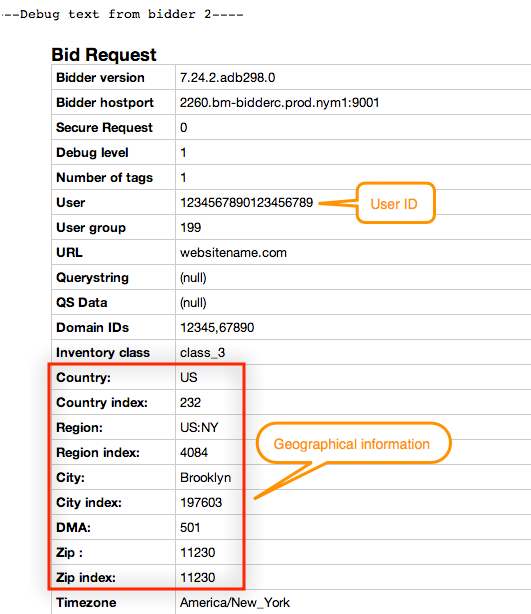 ---Debug text from bidder 2----
Bid Request
Bidder version 7.24.2.adb298.0
Bidder hostport 2260.bm-bidderc.prod.nym1:9001
Secure Request 0
Debug level 1
Number of tags 1
User 1234567890123456789 User ID
User group 199
URL websitename.com
Querystring (null)
QS Data (null)
Domain IDs 12345,67890
Inventory class class_3
Country: US
Country index: 232
Region: US:NY
Region index: 4084
Geographical information
City: Brooklyn
City index: 197603
DMA: 501
Zip : 11230
Zip index: 11230
Timezone America/New_York